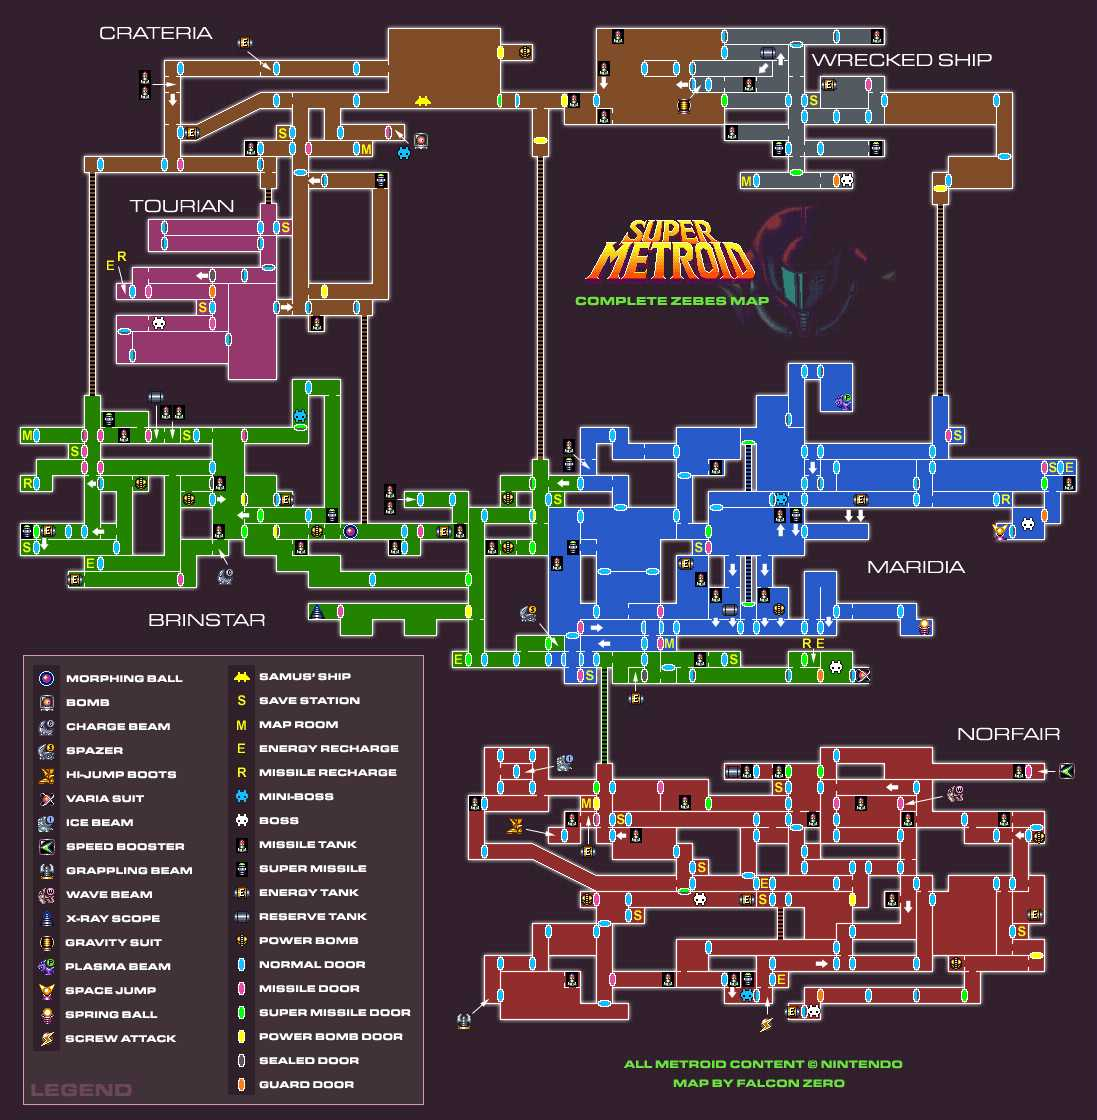 CRATERIA
WRECKED SHIP
TOURIAN
SUPER
METROID
COMPLETE ZEBES MAP
MARIDIA
BRINSTAR
NORFAIR
MORPHING BALL
BOMB
CHARGE BEAM
SPAZER
HI-JUMP BOOTS
VARIA SUIT
ICE BEAM
SPEED BOOSTER
GRAPPLING BEAM
WAVE BEAM
X-RAY SCOPE
GRAVITY SUIT
PLASMA BEAM
SPACE JUMP
SPRING BALL
SCREW ATTACK
SAMUS' SHIP
S SAVE STATION
M MAP ROOM
E ENERGY RECHARGE
R MISSILE RECHARGE
MINI-BOSS
BOSS
MISSILE TANK
SUPER MISSILE
ENERGY TANK
RESERVE TANK
POWER BOMB
NORMAL DOOR
MISSILE DOOR
SUPER MISSILE DOOR
POWER BOMB DOOR
SEALED DOOR
GUARD DOOR
LEGEND
ALL METROID CONTENT © NINTENDO
MAP BY FALCON ZERO